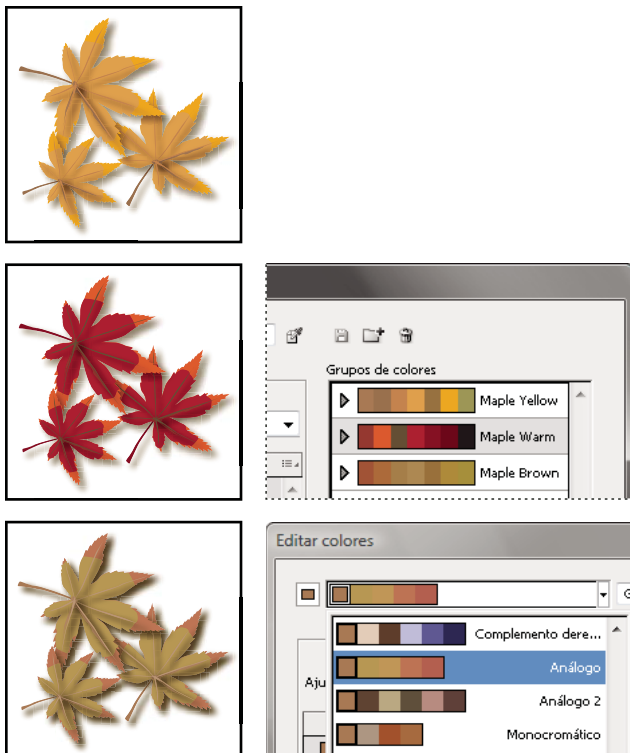 Grupos de colores
Maple Yellow
Maple Warm
Maple Brown
Editar colores
Complemento dere...
Análogo
Aju
Análogo 2
Monocromático